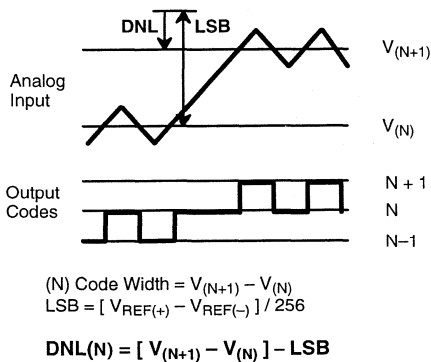 DNL LSB
V(N+1)
Analog
Input
V(N)
Output
Codes
N + 1
N
N–1
(N) Code Width = V(N+1) – V(N)
LSB = [ VREF(+) – VREF(–) ] / 256
DNL(N) = [ V(N+1) – V(N) ] – LSB